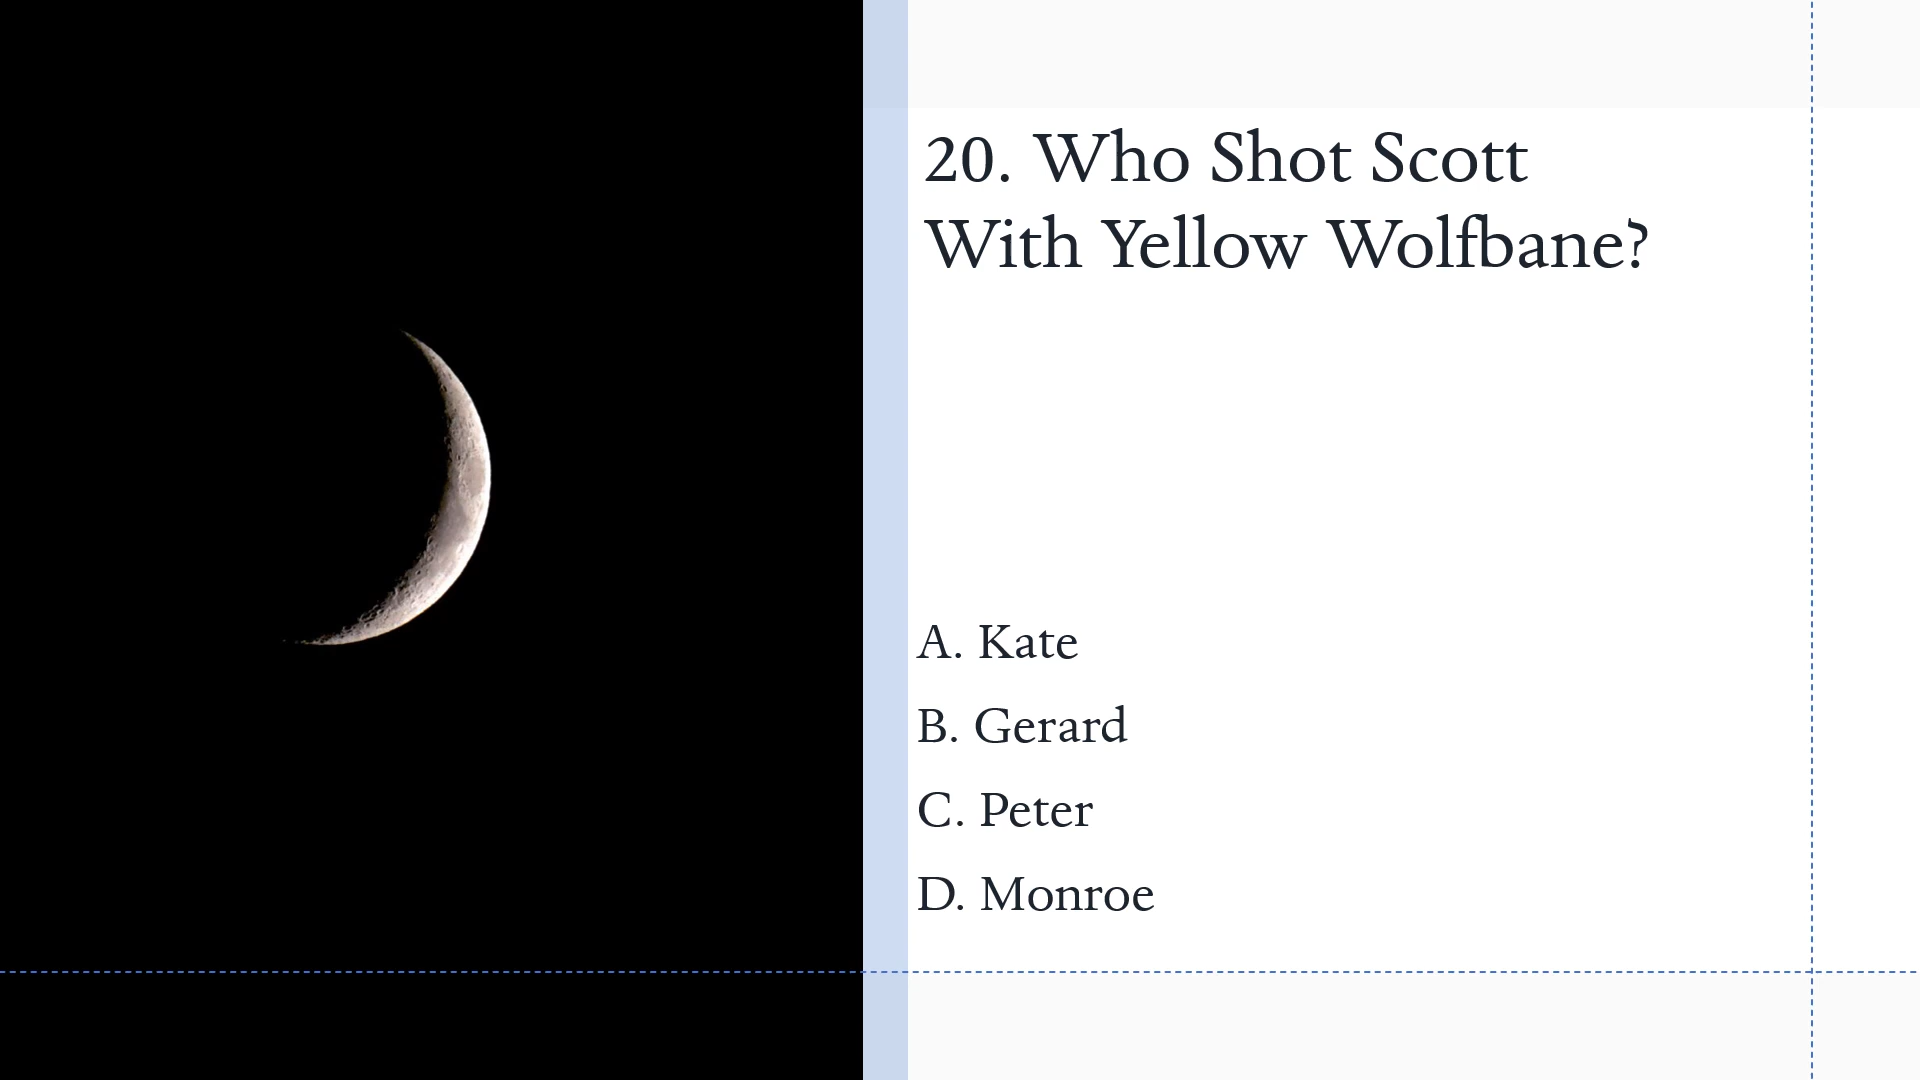 20. Who Shot Scott
With Yellow Wolfbane?
A. Kate
B. Gerard
C. Peter
D. Monroe